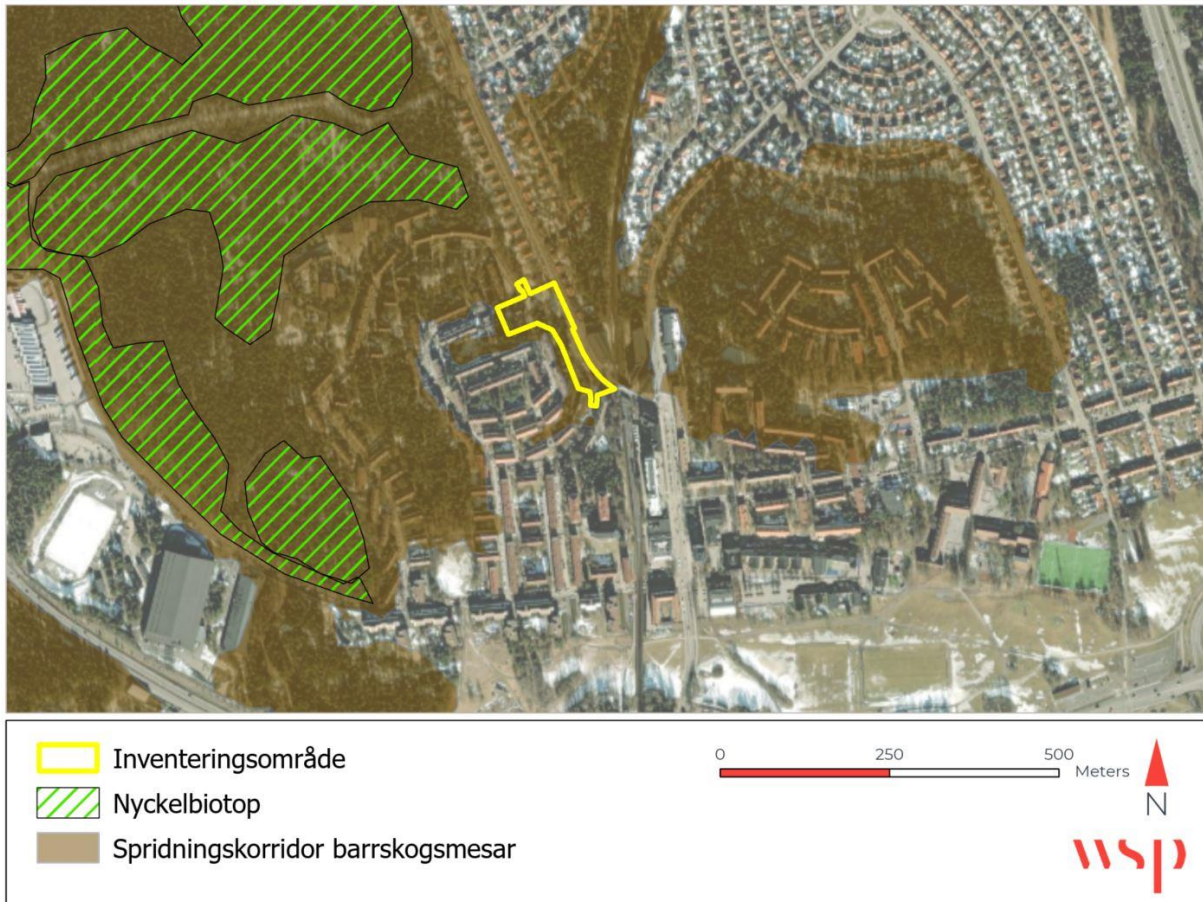 Inventeringsområde
Nyckelbiotop
Spridningskorridor barrskogsmesar
0 250 500
Meters
N
wsp